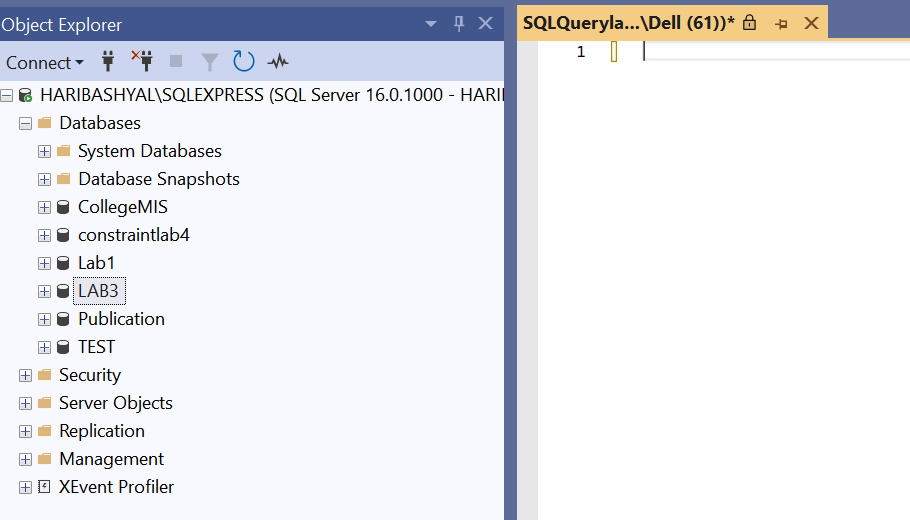 Object Explorer
Connect
HARIBASHYAL\SQLEXPRESS (SQL Server 16.0.1000 - HARI
Databases
System Databases
Database Snapshots
CollegeMIS
constraintlab4
Lab1
LAB3
Publication
TEST
Security
Server Objects
Replication
Management
XEvent Profiler
SQLQueryla...\Dell (61))*
1